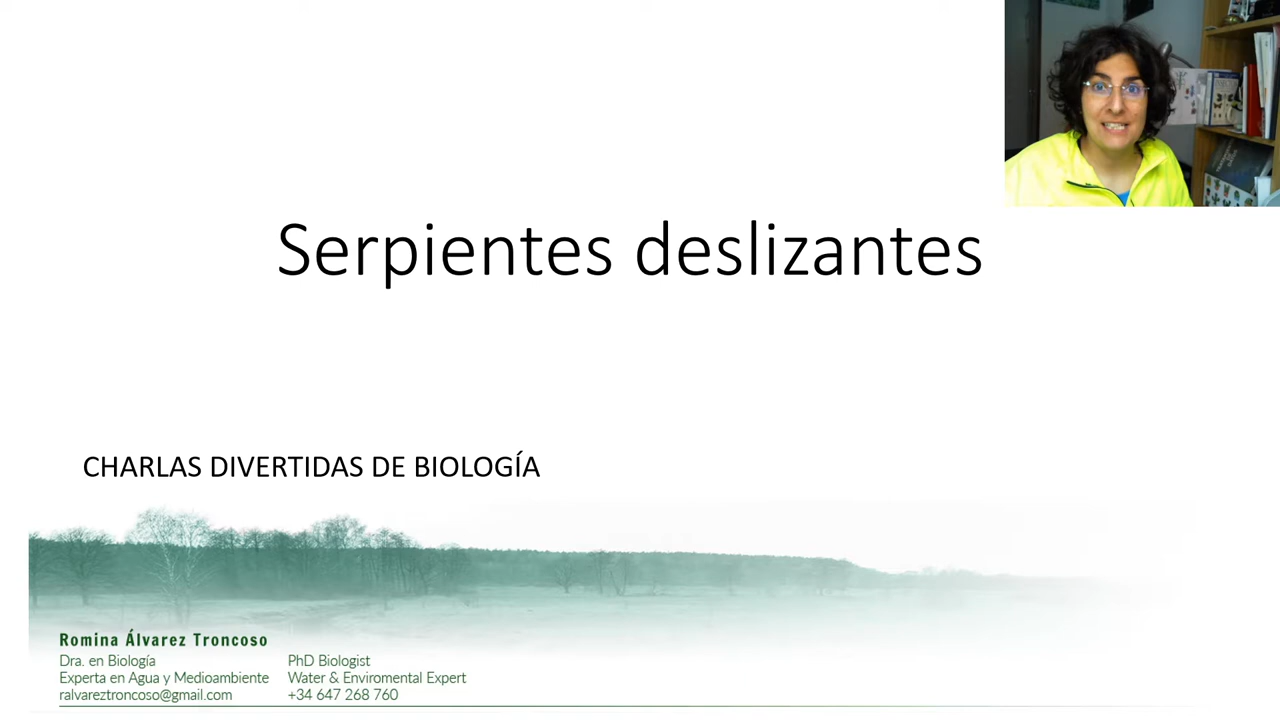 Serpientes deslizantes
CHARLAS DIVERTIDAS DE BIOLOGÍA
Romina Álvarez Troncoso
Dra. en Biología
Experta en Agua y Medioambiente
ralvareztroncoso@gmail.com
PhD Biologist
Water & Enviromental Expert
+34 647 268 760